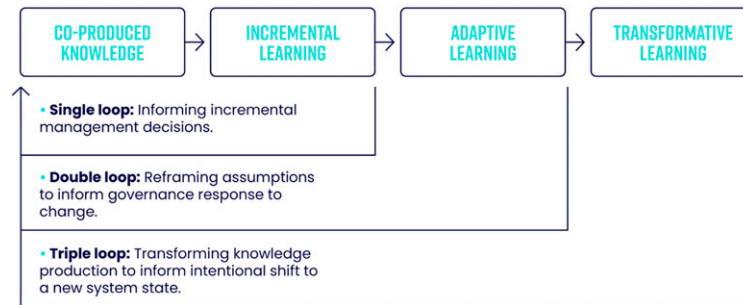 CO-PRODUCED
KNOWLEDGE
INCREMENTAL
LEARNING
ADAPTIVE
LEARNING
TRANSFORMATIVE
LEARNING
• Single loop: Informing incremental
management decisions.
• Double loop: Reframing assumptions
to inform governance response to
change.
• Triple loop: Transforming knowledge
production to inform intentional shift to
a new system state.